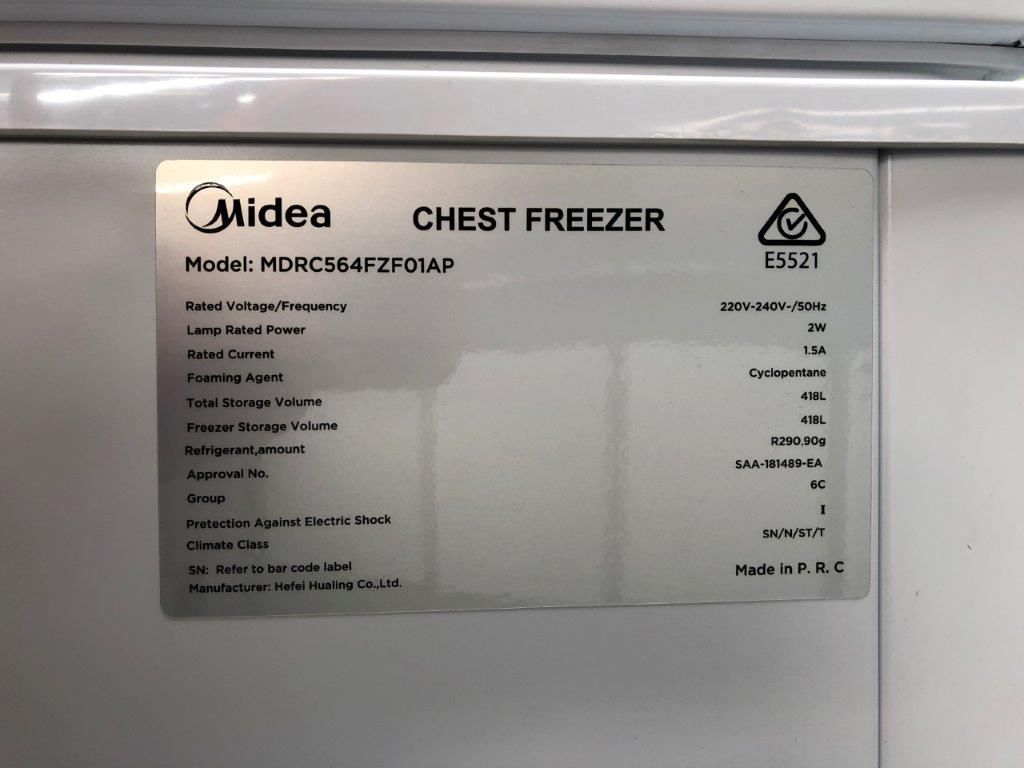 Midea CHEST FREEZER
E5521
Model: MDRC564FZF01AP
Rated Voltage/Frequency 220V-240V~/50Hz
Lamp Rated Power 2W
Rated Current 1.5A
Foaming Agent Cyclopentane
Total Storage Volume 418L
Freezer Storage Volume 418L
Refrigerant,amount R290,90g
Approval No. SAA-181489-EA
Group 6C
Pretection Against Electric Shock I
Climate Class SN/N/ST/T
SN: Refer to bar code label
Manufacturer: Hefei Hualing Co.,Ltd. Made in P. R. C